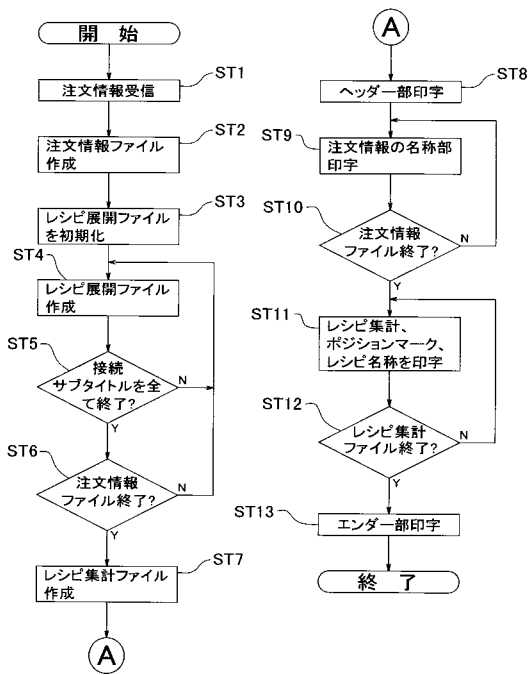 開 始
ST1
注文情報受信
ST2
注文情報ファイル
作成
ST3
レシピ展開ファイル
を初期化
ST4
レシピ展開ファイル
作成
ST5
接続
サブタイトルを全
て終了?
N
Y
ST6
注文情報
ファイル終了?
N
Y
ST7
レシピ集計ファイル
作成
A
A
ST8
ヘッダー部印字
ST9
注文情報の名称部
印字
ST10
注文情報
ファイル終了?
N
Y
ST11
レシピ集計、
ポジションマーク、
レシピ名称を印字
ST12
レシピ集計
ファイル終了?
N
Y
ST13
エンダー部印字
終 了